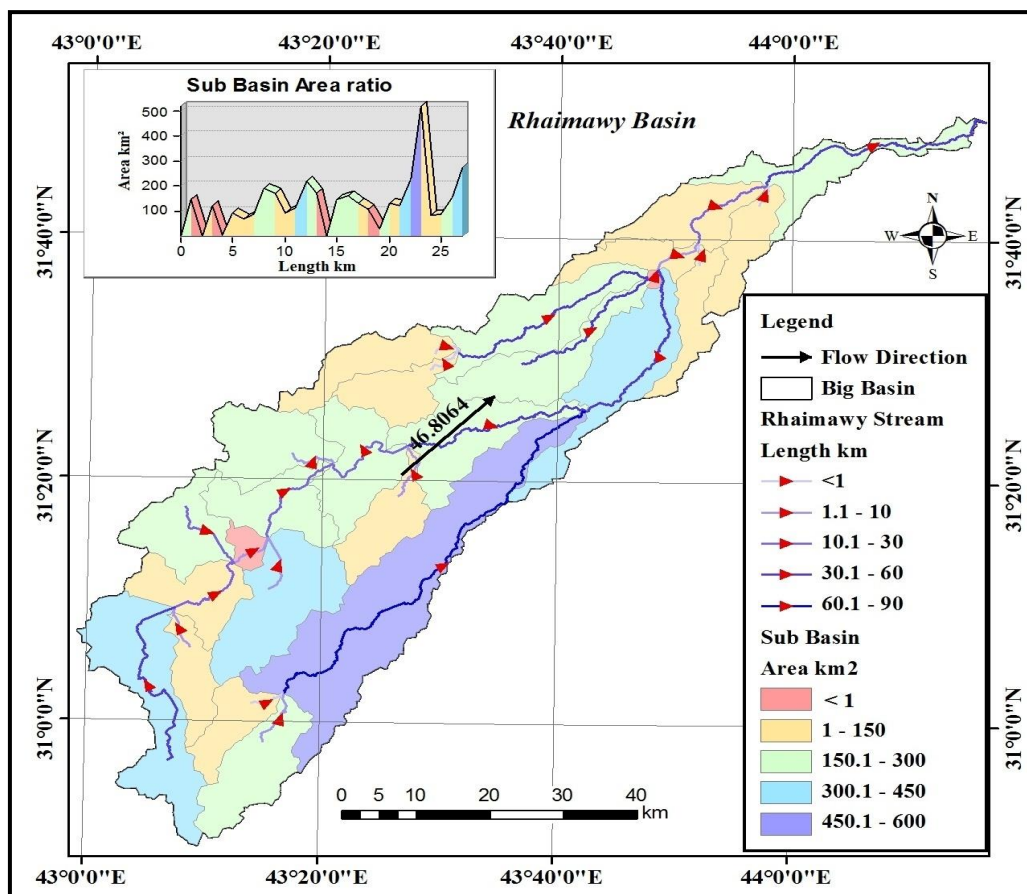 43°0'0"E
43°20'0"E
43°40'0"E
44°0'0"E
Sub Basin Area ratio
Area km²
500
400
300
200
100
0
5
10
15
20
25
Length km
Rhaimawy Basin
N
W
E
S
31°40'0"N
31°20'0"N
31°0'0"N
31°40'0"N
31°20'0"N
31°0'0"N
46.8064
Legend
Flow Direction
Big Basin
Rhaimawy Stream
Length km
<1
1.1 - 10
10.1 - 30
30.1 - 60
60.1 - 90
Sub Basin
Area km2
< 1
1 - 150
150.1 - 300
300.1 - 450
450.1 - 600
0 5 10 20 30 40
km
43°0'0"E
43°20'0"E
43°40'0"E
44°0'0"E